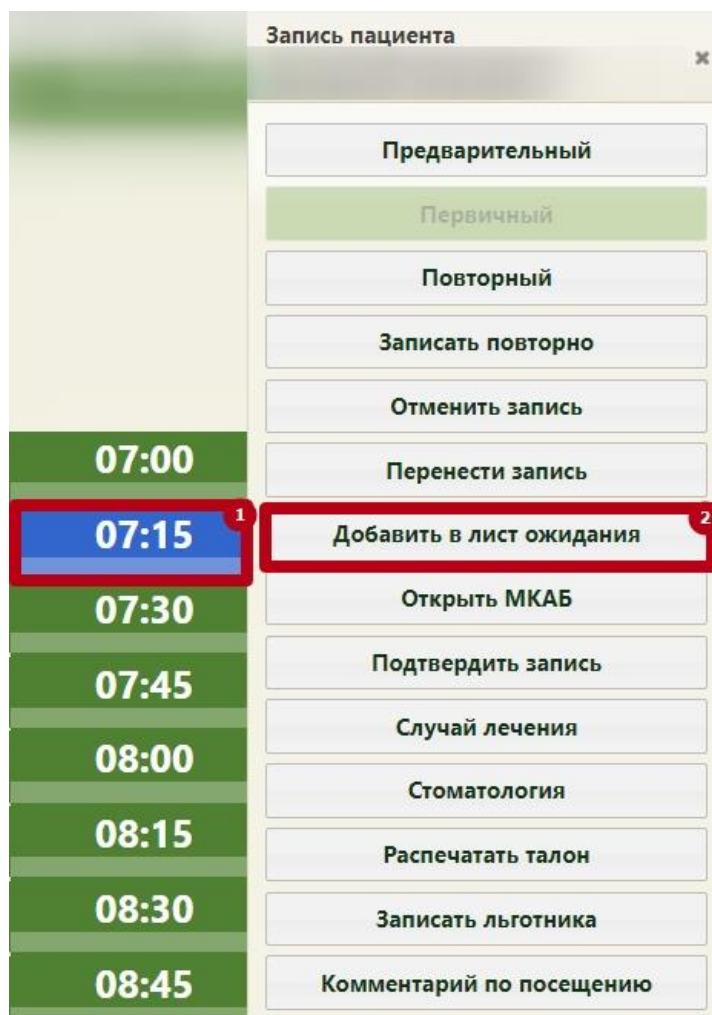 Запись пациента
Предварительный
Первичный
Повторный
Записать повторно
Отменить запись
07:00
Перенести запись
07:15
1
Добавить в лист ожидания
2
07:30
Открыть МКАБ
07:45
Подтвердить запись
Случай лечения
08:00
Стоматология
08:15
Распечатать талон
08:30
Записать льготника
08:45
Комментарий по посещению